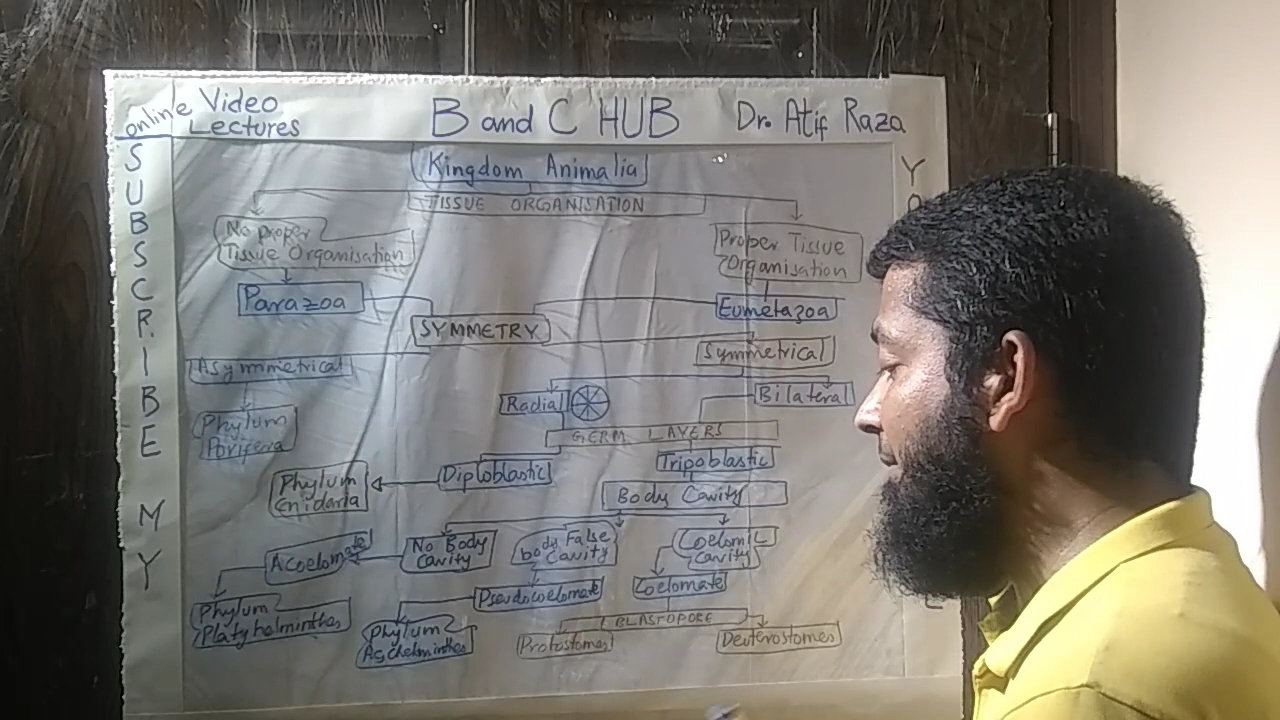 online Video
Lectures
B and C HUB
Dr. Atif Raza
SUBSCRIBE
MY
Kingdom Animalia
TISSUE ORGANISATION
No proper
Tissue Organisation
Proper Tissue
Organisation
Parazoa
Eumetazoa
SYMMETRY
Asymmetrical
Symmetrical
Radial
Bilateral
Phylum
Porifera
GERM LAYERS
Diploblastic
Tripoblastic
Phylum
Cnidaria
Body Cavity
No Body
Cavity
body False
Cavity
Coelomic
Cavity
Acoelomate
Pseudocoelomate
Coelomate
Phylum
Platyhelminthes
Phylum
Aschelminthes
BLASTOPORE
Protostomes
Deuterostomes